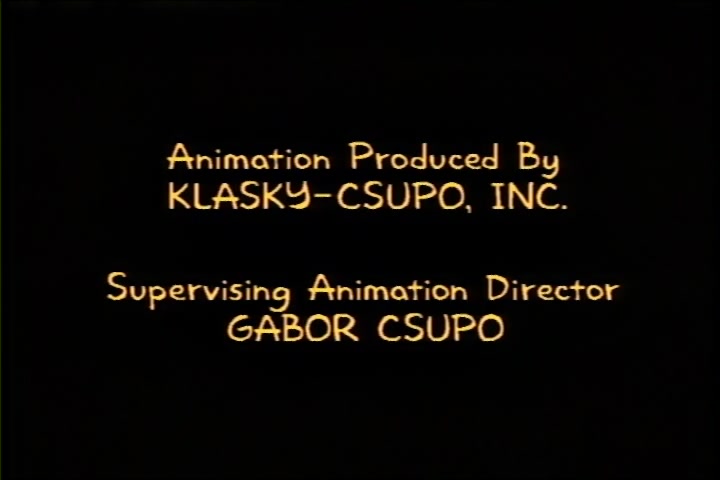 Animation Produced By
KLASKY-CSUPO, INC.
Supervising Animation Director
GABOR CSUPO